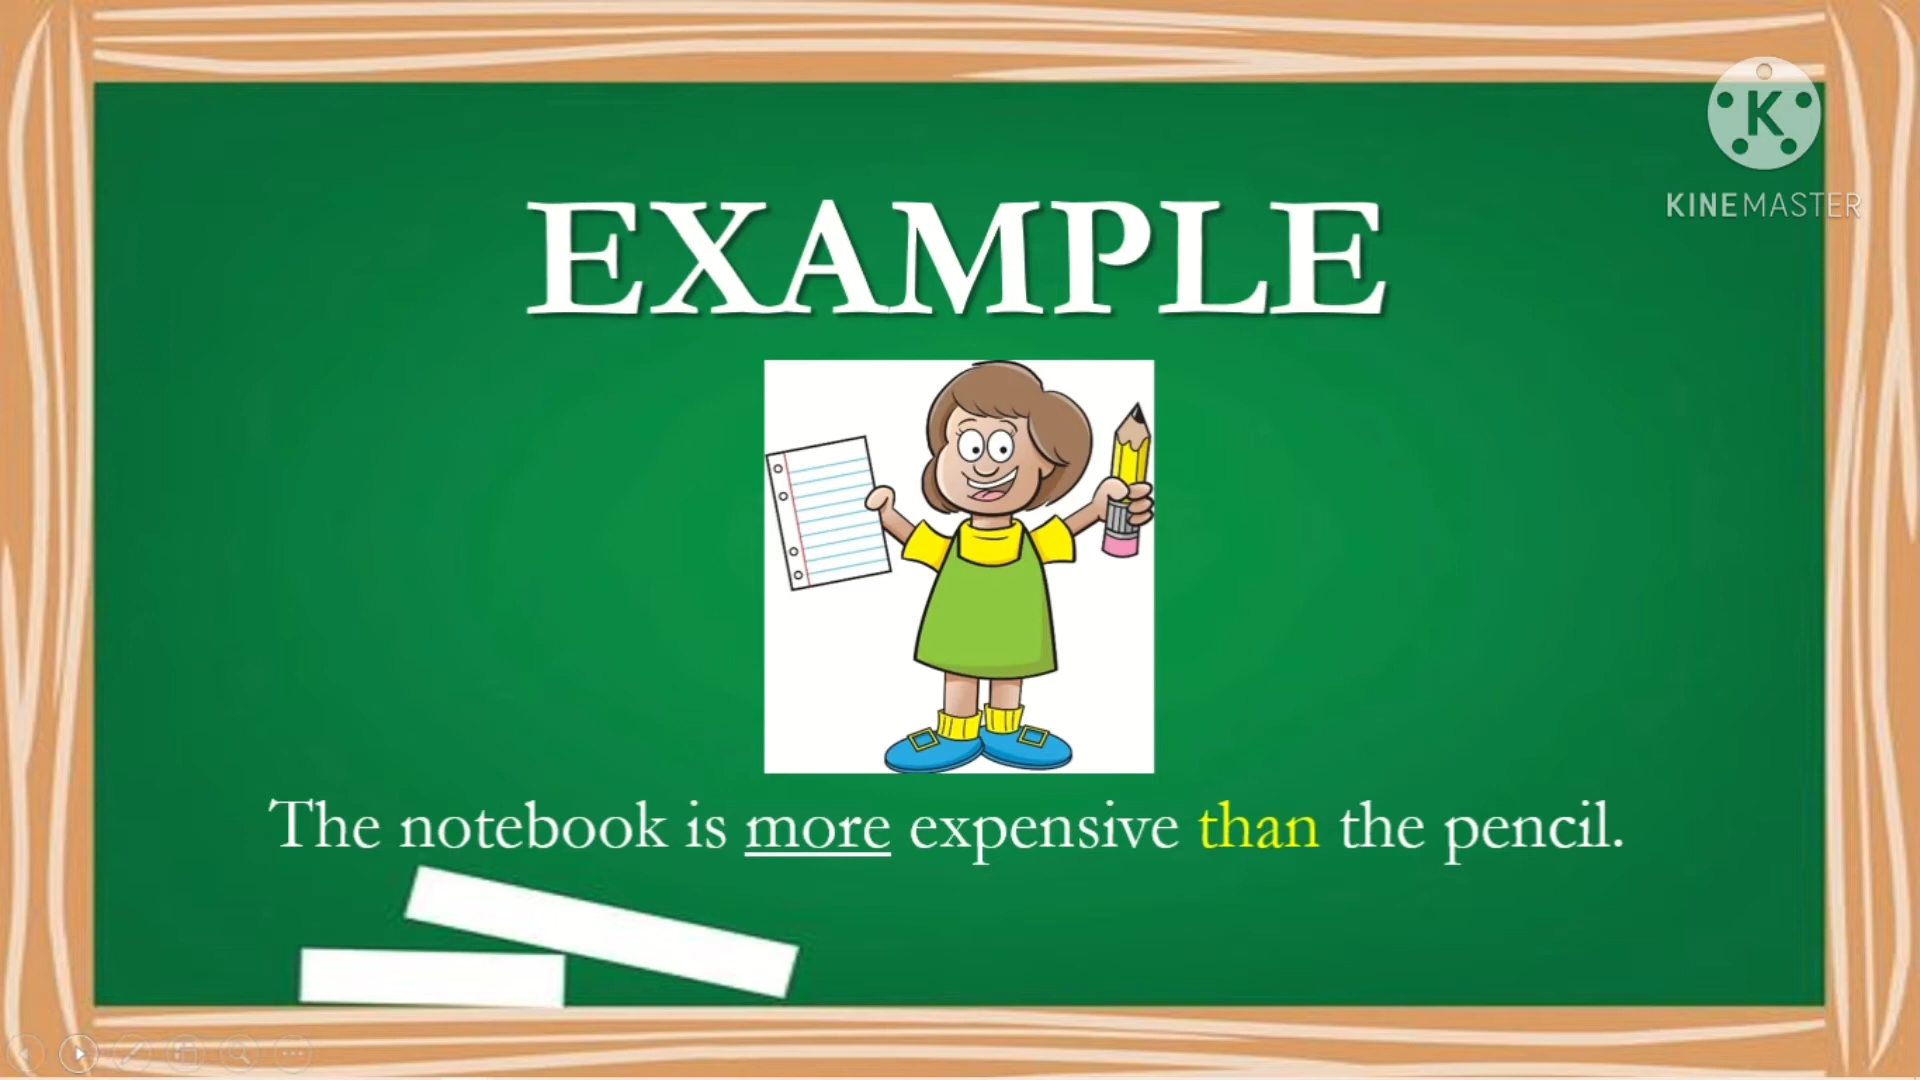 K
KINEMASTER
EXAMPLE
The notebook is more expensive than the pencil.